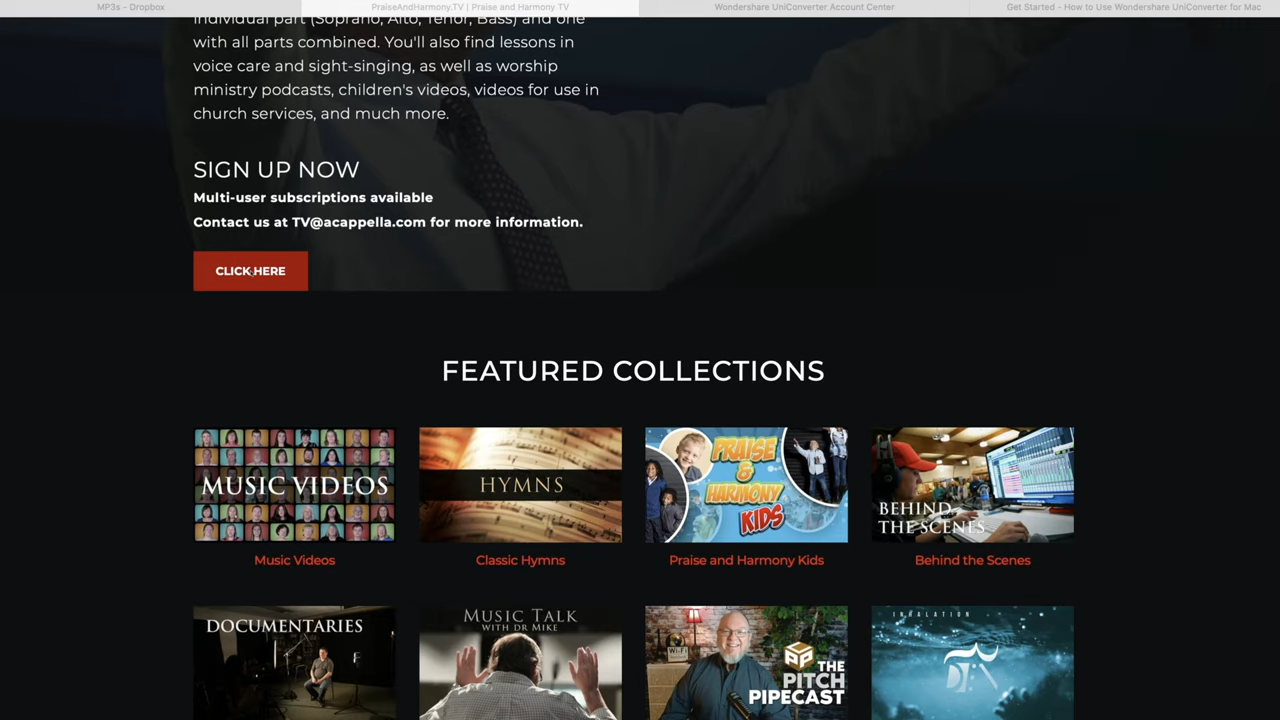 MP3s – Dropbox
PraiseAndHarmony.TV | Praise and Harmony TV
Wondershare UniConverter Account Center
Get Started - How to Use Wondershare UniConverter for Mac
individual part (Soprano, Alto, Tenor, Bass) and one
with all parts combined. You'll also find lessons in
voice care and sight-singing, as well as worship
ministry podcasts, children's videos, videos for use in
church services, and much more.
SIGN UP NOW
Multi-user subscriptions available
Contact us at TV@acappella.com for more information.
CLICK HERE
FEATURED COLLECTIONS
MUSIC VIDEOS
HYMNS
PRAISE
&
HARMONY
KIDS
BEHIND
THE SCENES
Music Videos
Classic Hymns
Praise and Harmony Kids
Behind the Scenes
DOCUMENTARIES
MUSIC TALK
WITH DR MIKE
Wi-Fi
THE
PITCH
PIPECAST
INHALATION